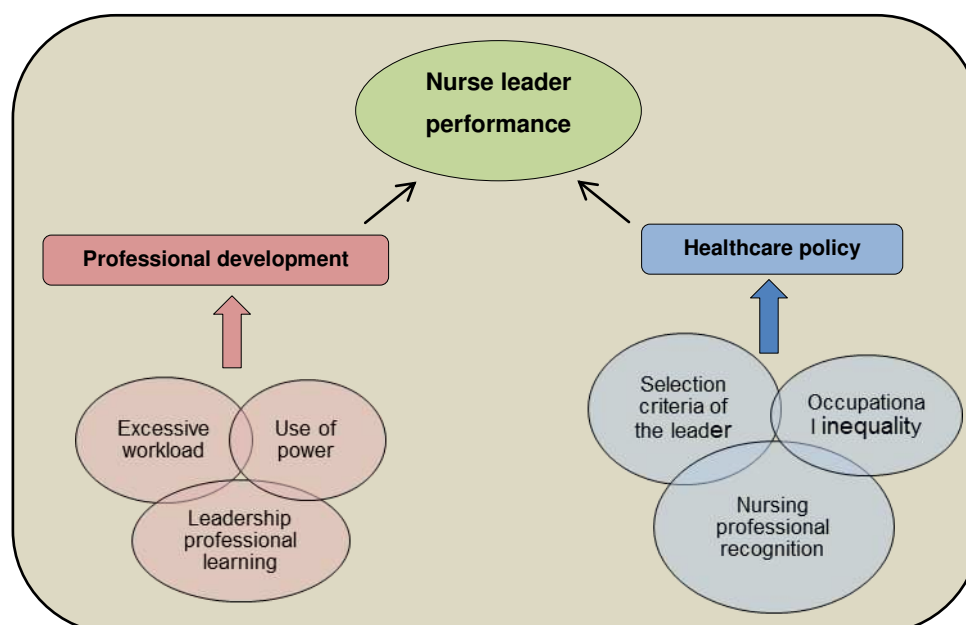 Nurse leader
performance
Professional development
Healthcare policy
Excessive
workload
Use of
power
Leadership
professional
learning
Selection
criteria of
the leader
Occupationa
l inequality
Nursing
professional
recognition